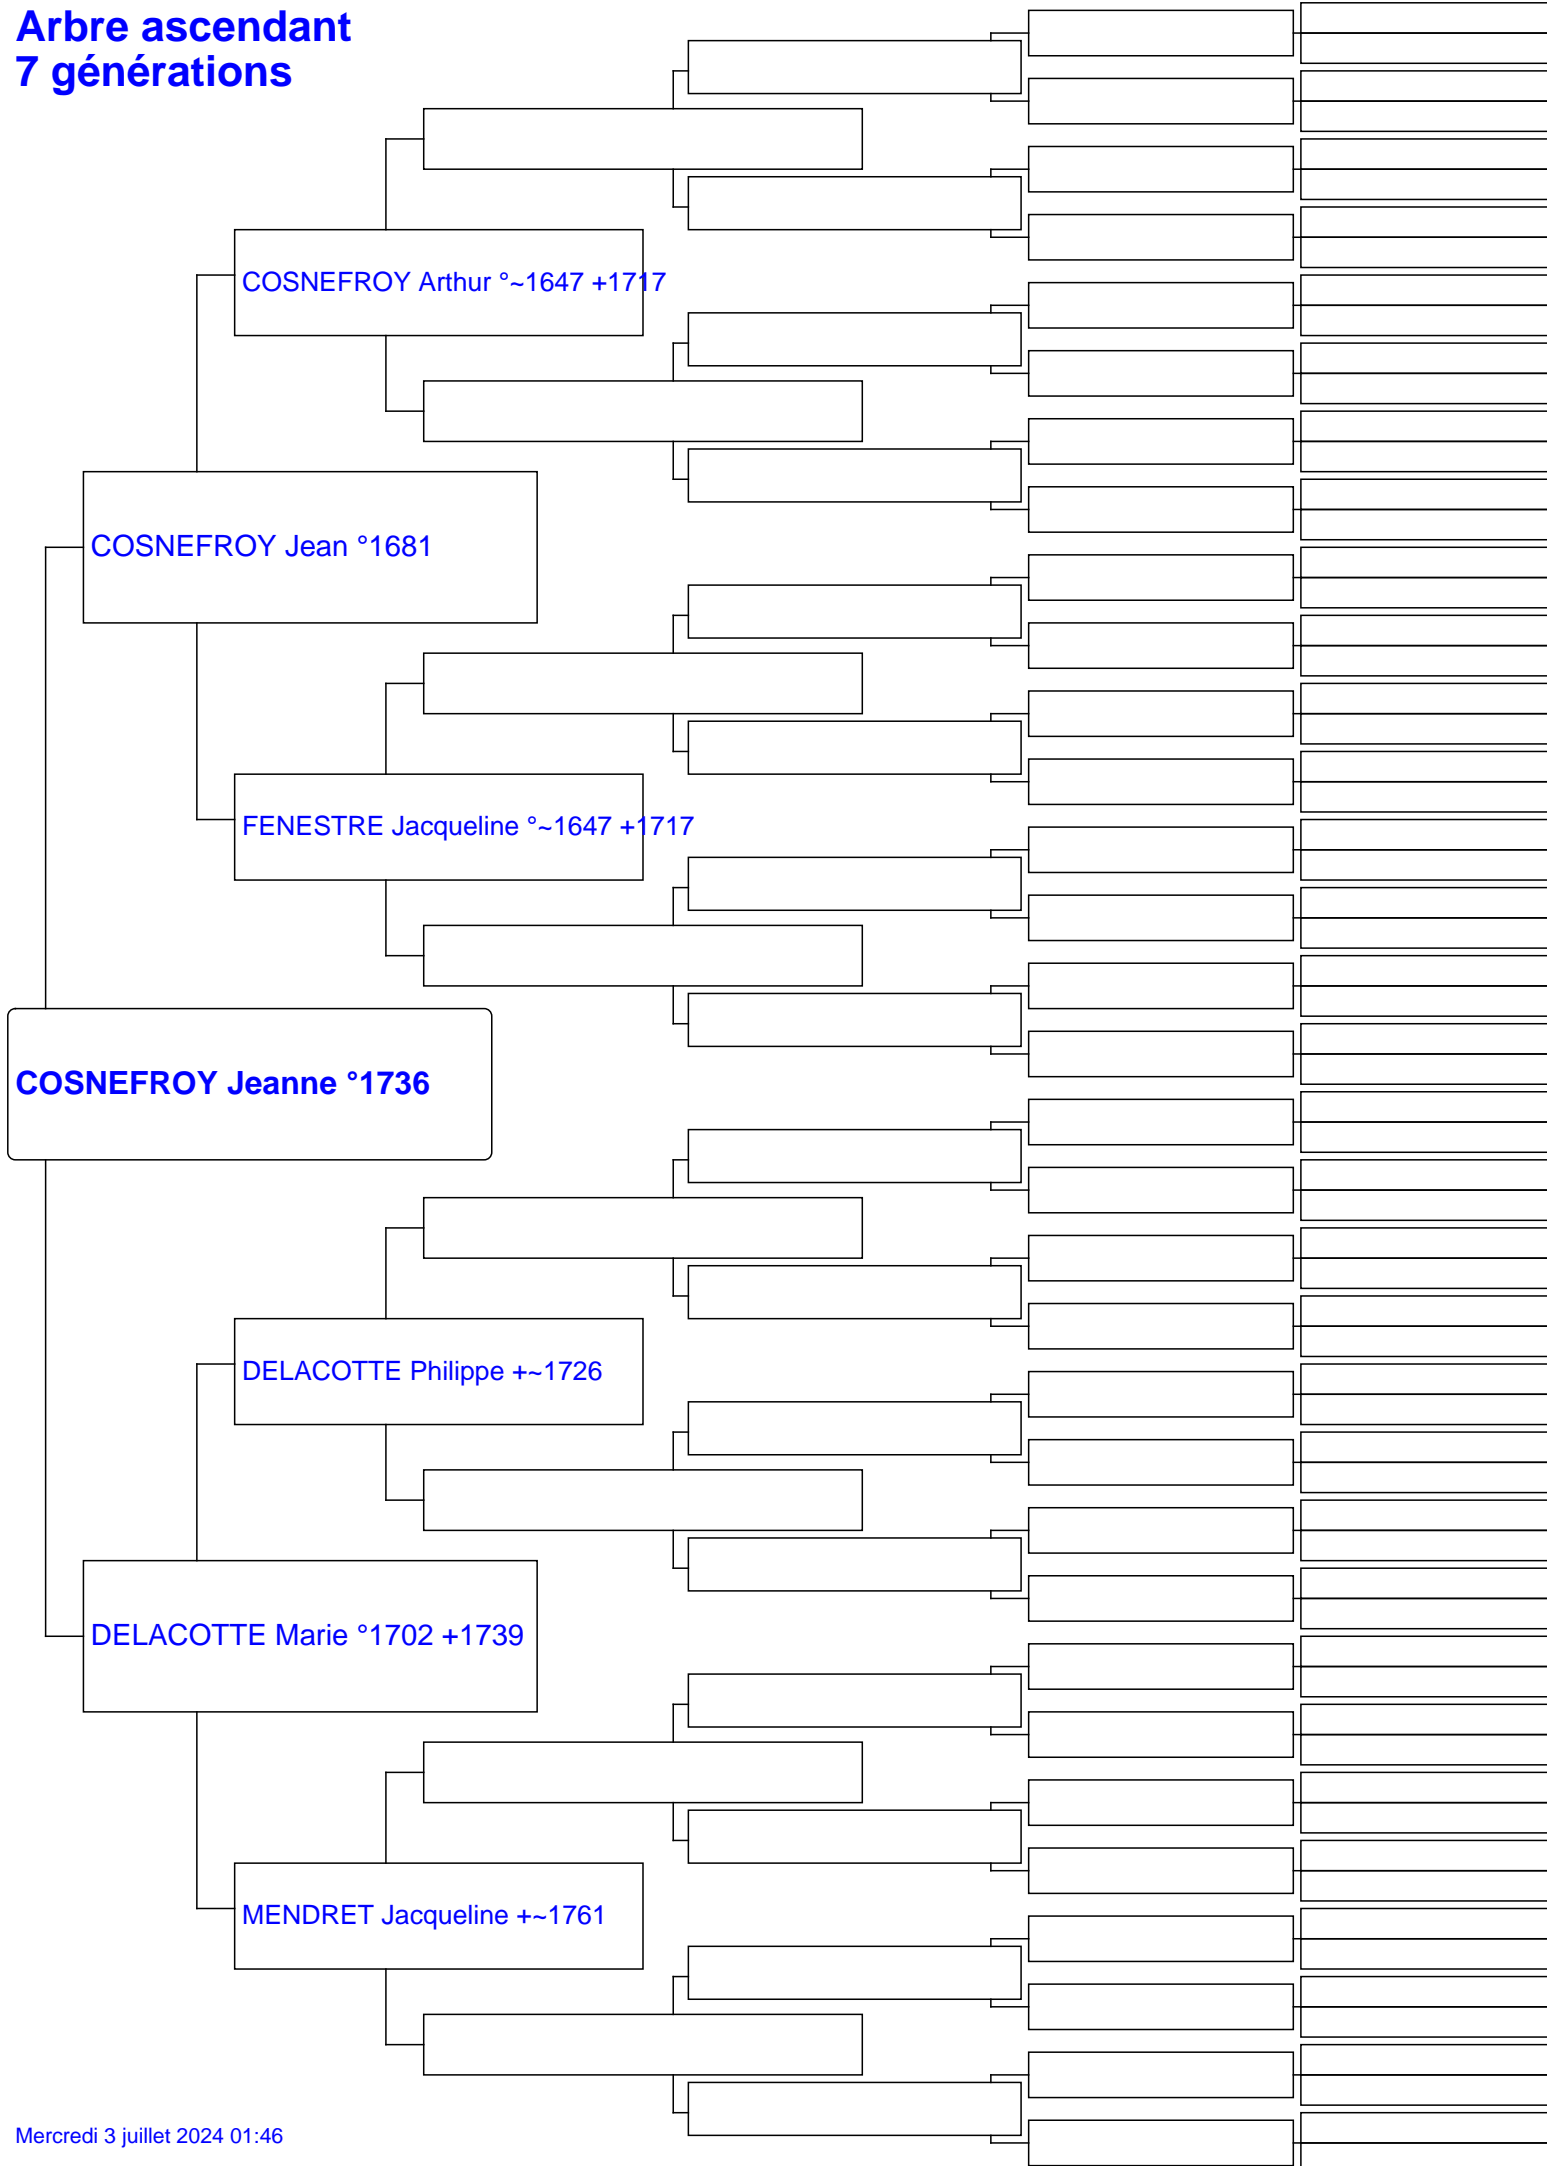 Arbre ascendant
7 générations
COSNEFROY Arthur °~1647 +1717
COSNEFROY Jean °1681
FENESTRE Jacqueline °~1647 +1717
COSNEFROY Jeanne °1736
DELACOTTE Philippe +~1726
DELACOTTE Marie °1702 +1739
MENDRET Jacqueline +~1761
Mercredi 3 juillet 2024 01:46